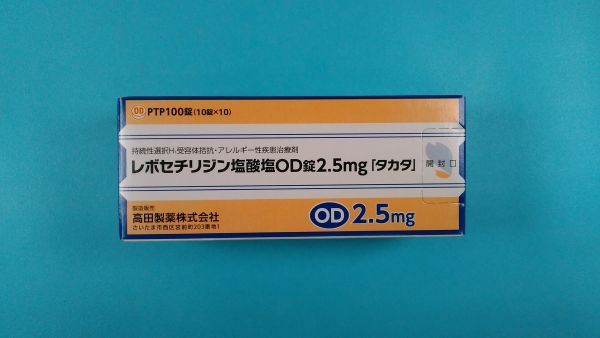 OD PTP100錠(10錠×10)
持続性選択H₁受容体拮抗・アレルギー性疾患治療剤
レボセチリジン塩酸塩OD錠2.5mg「タカタ」
開封口
製造販売
高田製薬株式会社
さいたま市西区宮前町203番地1
OD 2.5mg